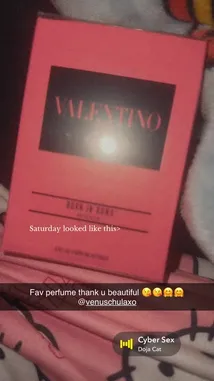 VALENTINO
BORN IN ROMA
Saturday looked like this>
Fav perfume thank u beautiful 😘😘🤗🤗
@venuschulaxo
Cyber Sex
Doja Cat